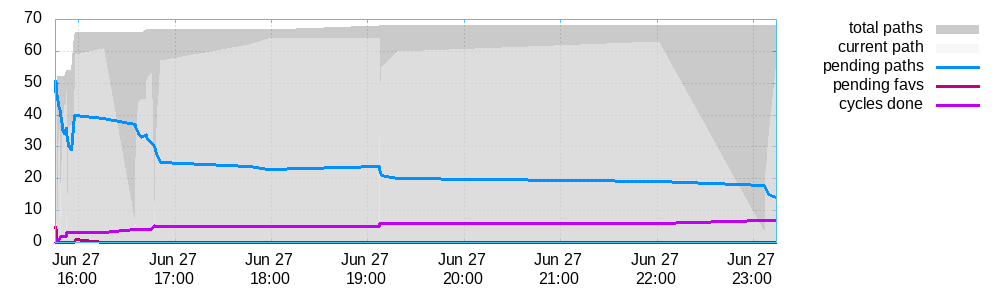 70
60
50
40
30
20
10
0
Jun 27 Jun 27 Jun 27 Jun 27 Jun 27 Jun 27 Jun 27 Jun 27
16:00 17:00 18:00 19:00 20:00 21:00 22:00 23:00
total paths
current path
pending paths
pending favs
cycles done